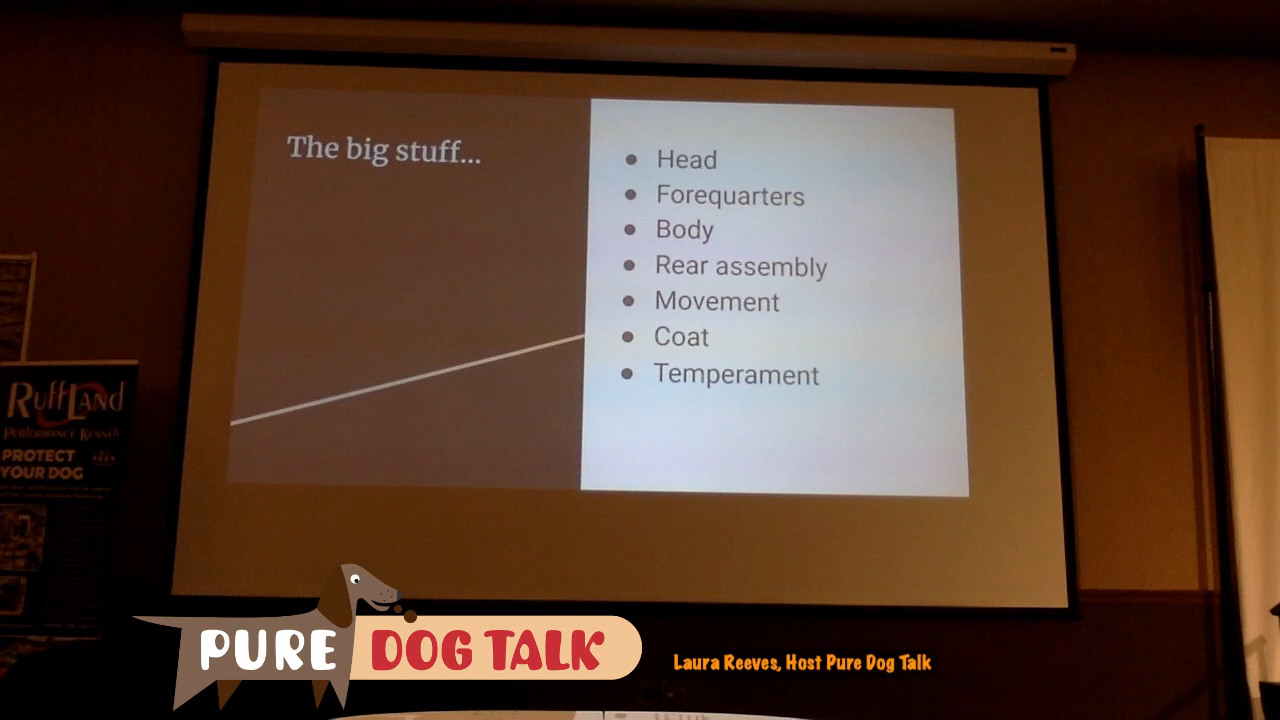 The big stuff...
Head
Forequarters
Body
Rear assembly
Movement
Coat
Temperament
RUFFLAND
PERFORMANCE KENNELS
PROTECT
YOUR DOG
PURE DOG TALK
Laura Reeves, Host Pure Dog Talk